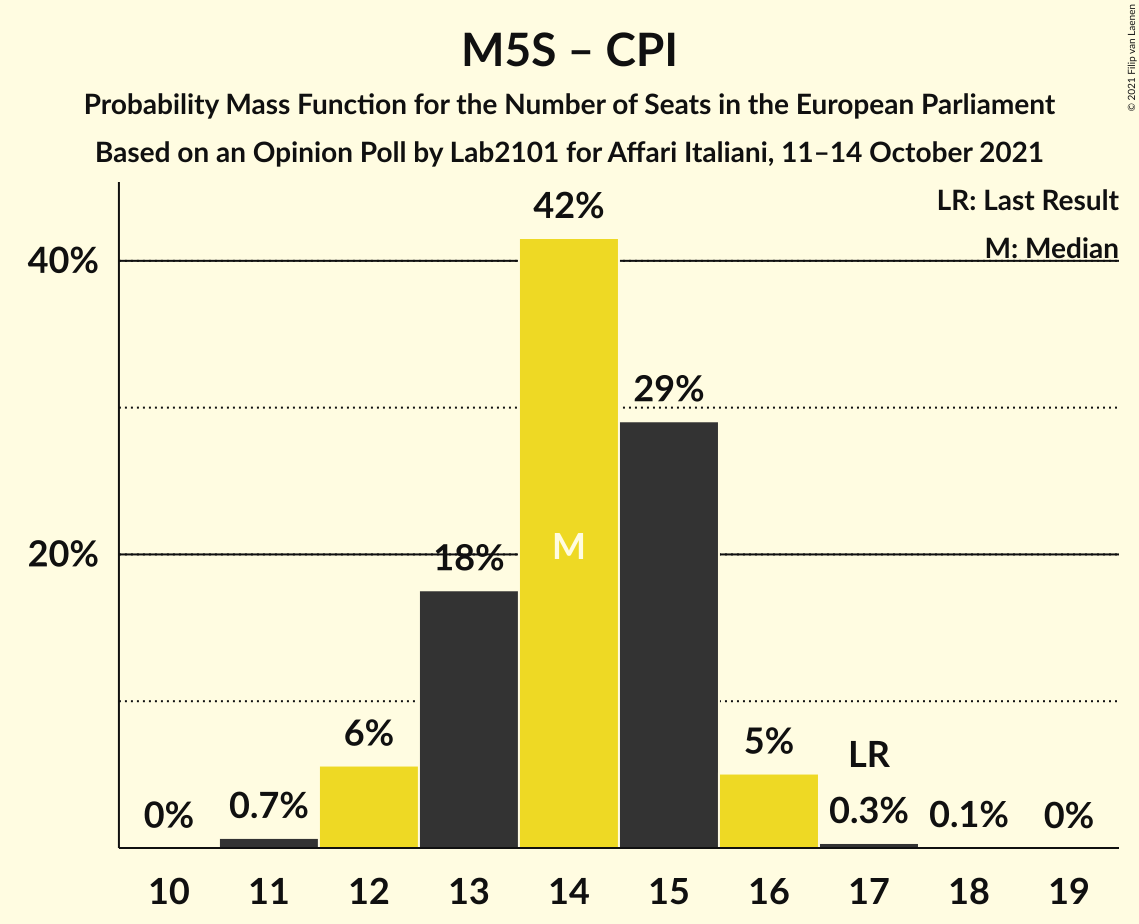 M5S – CPI
Probability Mass Function for the Number of Seats in the European Parliament
Based on an Opinion Poll by Lab2101 for Affari Italiani, 11–14 October 2021
© 2021 Filip van Laenen
LR: Last Result
M: Median
42%
40%
29%
20%
18%
M
6%
5%
LR
0%
0.7%
0.3%
0.1%
0%
10 11 12 13 14 15 16 17 18 19